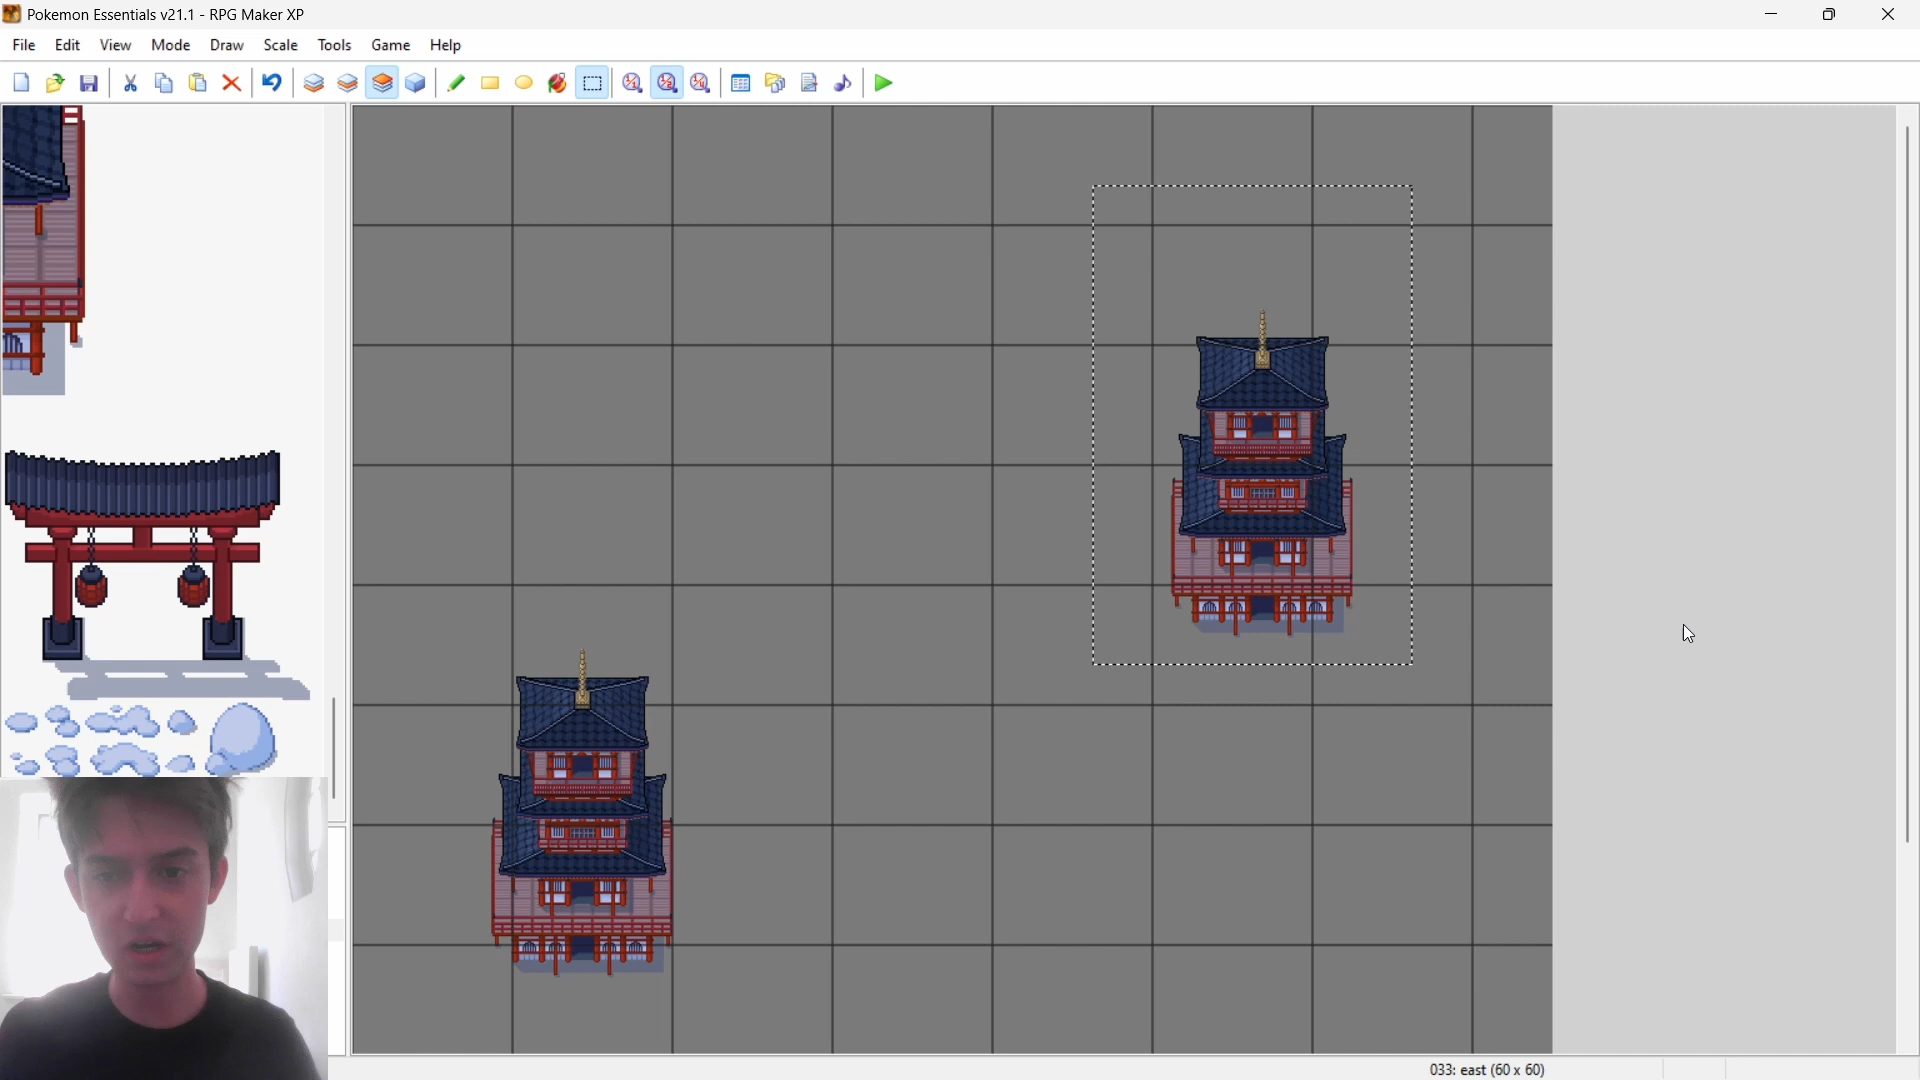 Pokemon Essentials v21.1 - RPG Maker XP
File Edit View Mode Draw Scale Tools Game Help
033: east (60 x 60)